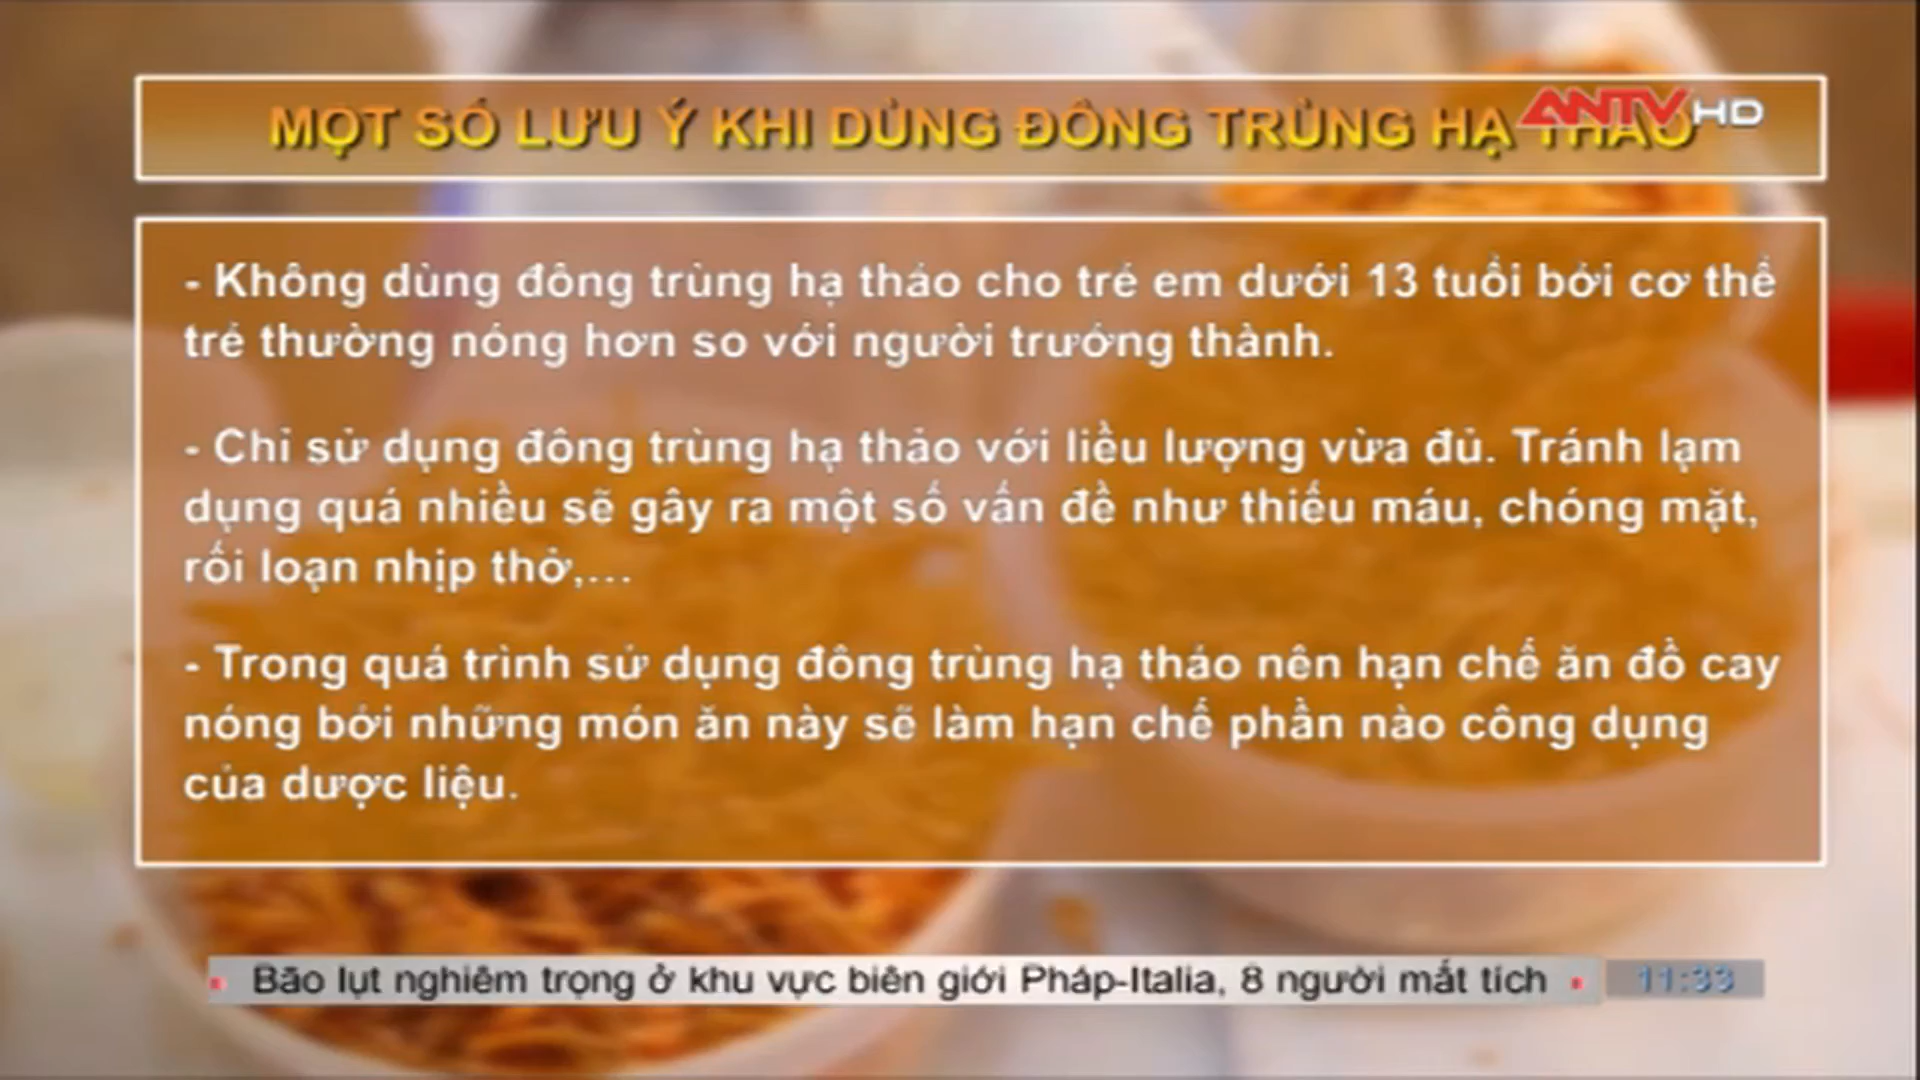 MỘT SỐ LƯU Ý KHI DÙNG ĐÔNG TRÙNG HẠ THẢO
ANTV HD
- Không dùng đông trùng hạ thảo cho trẻ em dưới 13 tuổi bởi cơ thể
trẻ thường nóng hơn so với người trưởng thành.
- Chỉ sử dụng đông trùng hạ thảo với liều lượng vừa đủ. Tránh lạm
dụng quá nhiều sẽ gây ra một số vấn đề như thiếu máu, chóng mặt,
rối loạn nhịp thở,...
- Trong quá trình sử dụng đông trùng hạ thảo nên hạn chế ăn đồ cay
nóng bởi những món ăn này sẽ làm hạn chế phần nào công dụng
của dược liệu.
Bão lụt nghiêm trọng ở khu vực biên giới Pháp-Italia, 8 người mất tích
11:33